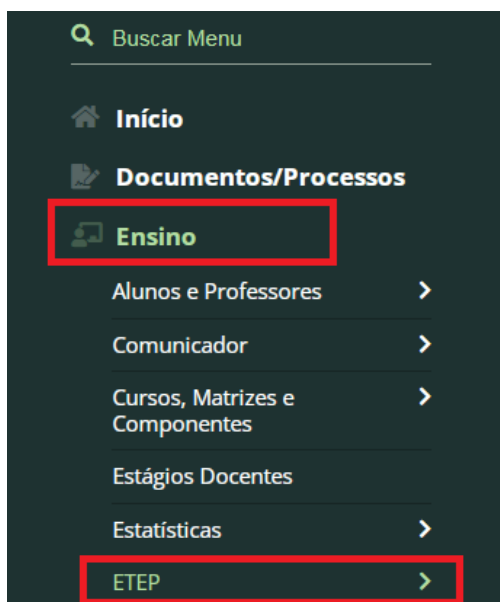 Buscar Menu
Início
Documentos/Processos
Ensino
Alunos e Professores
Comunicador
Cursos, Matrizes e
Componentes
Estágios Docentes
Estatísticas
ETEP